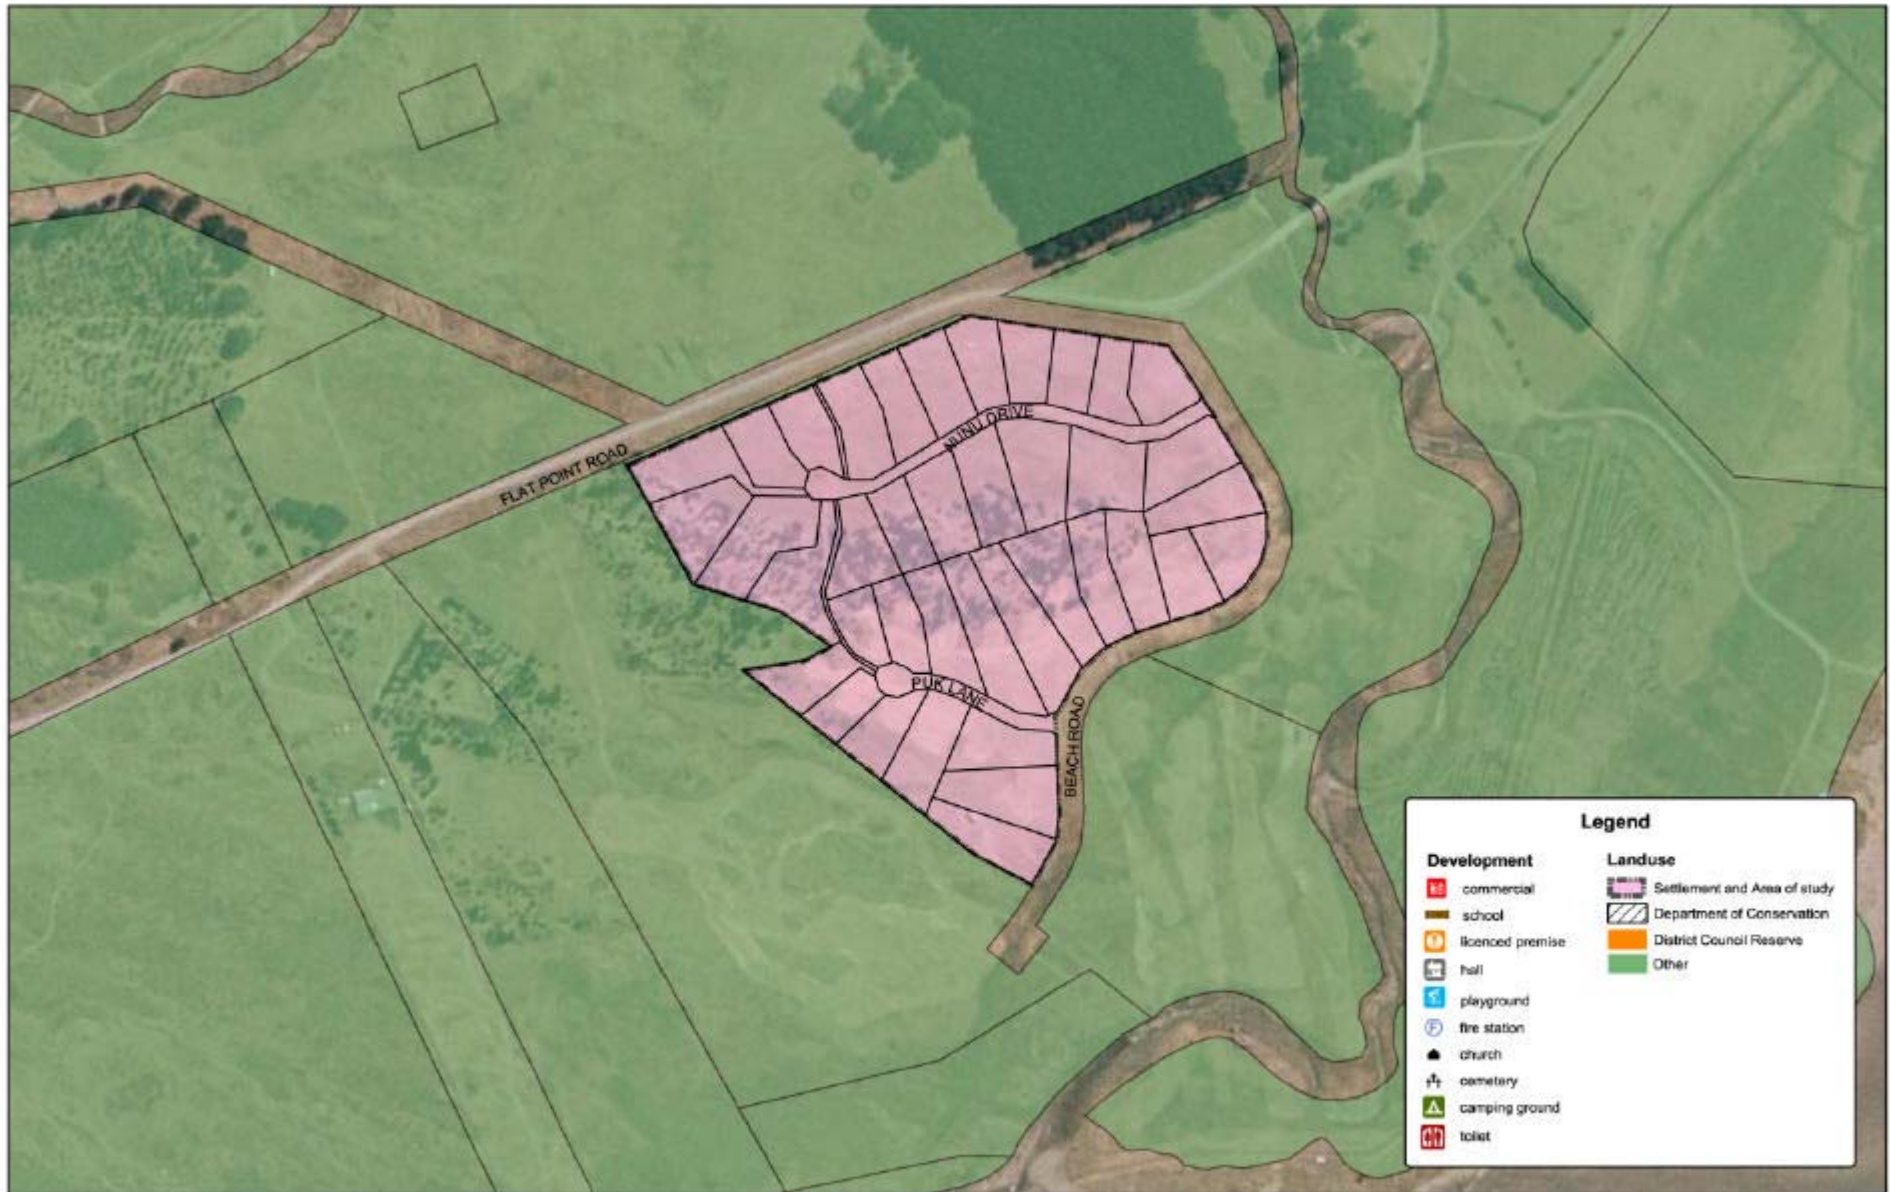 NUNU DRIVE
FLAT POINT ROAD
PUK LANE
BEACH ROAD
Legend
Development
commercial
school
licenced premise
hall
playground
fire station
church
cemetery
camping ground
toilet
Landuse
Settlement and Area of study
Department of Conservation
District Council Reserve
Other